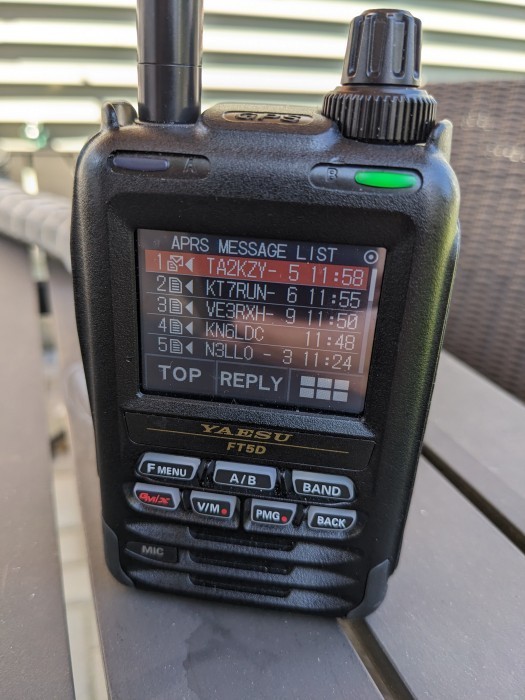 GPS
A B
APRS MESSAGE LIST
1 TA2KZY- 5 11:58
2 KT7RUN- 6 11:55
3 VE3RXH- 9 11:50
4 KN6LDC 11:48
5 N3LLO - 3 11:24
TOP REPLY
YAESU
FT5D
F MENU A/B BAND
V/M PMG BACK
MIC